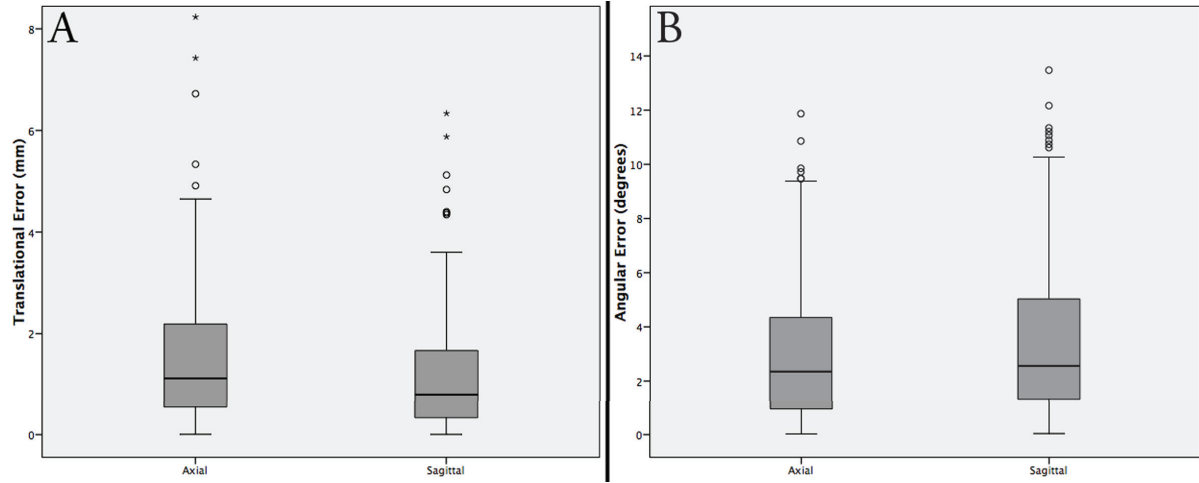 A
8
6
4
2
0
Translational Error (mm)
Axial
Sagittal
B
14
12
10
8
6
4
2
0
Angular Error (degrees)
Axial
Sagittal